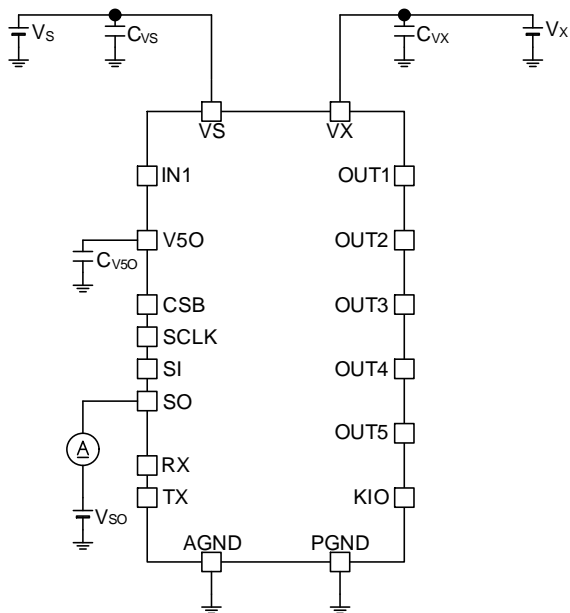 VS
CVS
CVX
VX
VS
VX
IN1
OUT1
V5O
OUT2
CV5O
CSB
OUT3
SCLK
SI
OUT4
SO
OUT5
A
RX
TX
KIO
VSO
AGND
PGND